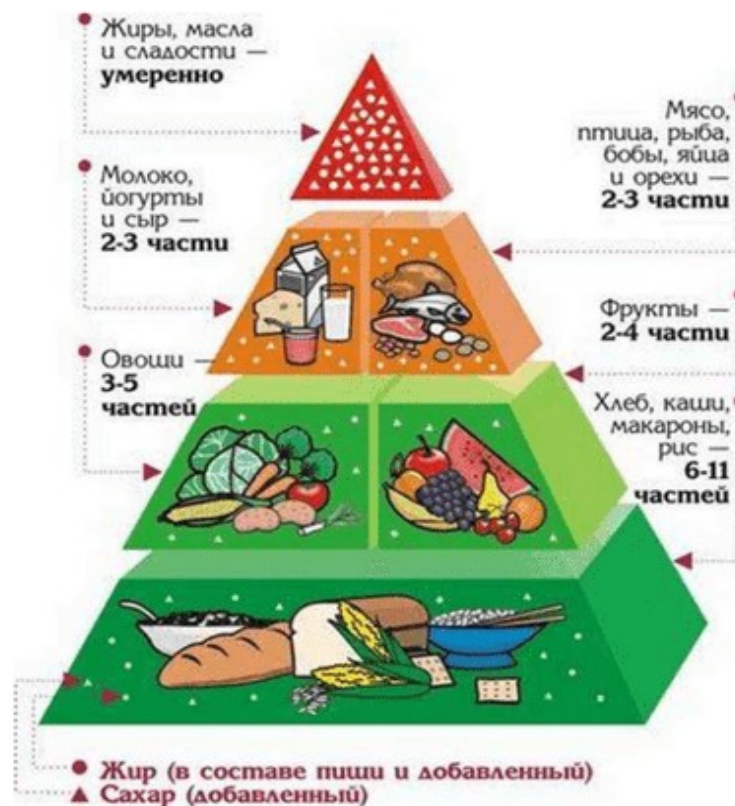 Жиры, масла
и сладости —
умеренно
Мясо,
птица, рыба,
бобы, яйца
и орехи —
2-3 части
Молоко,
йогурты
и сыр —
2-3 части
Фрукты —
2-4 части
Овощи —
3-5
частей
Хлеб, каши,
макароны,
рис —
6-11
частей
Жир (в составе пищи и добавленный)
Сахар (добавленный)